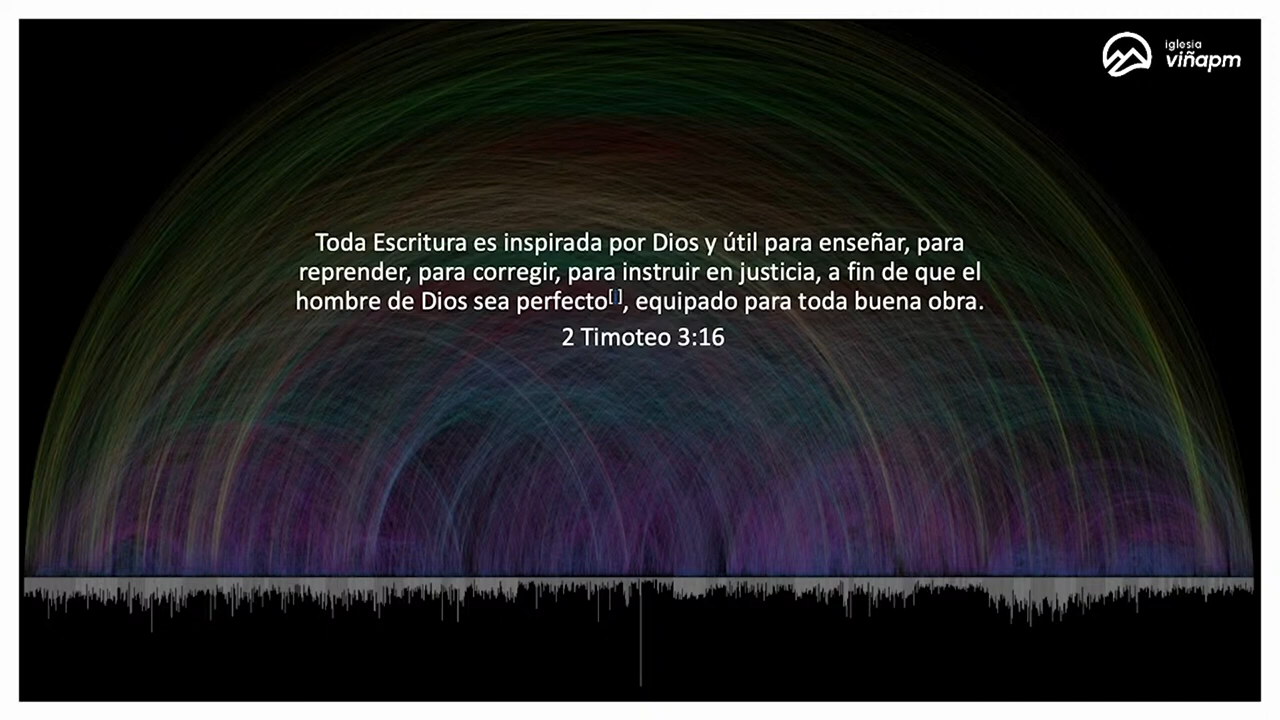 iglesia
viñapm
Toda Escritura es inspirada por Dios y útil para enseñar, para
reprender, para corregir, para instruir en justicia, a fin de que el
hombre de Dios sea perfecto[], equipado para toda buena obra.
2 Timoteo 3:16